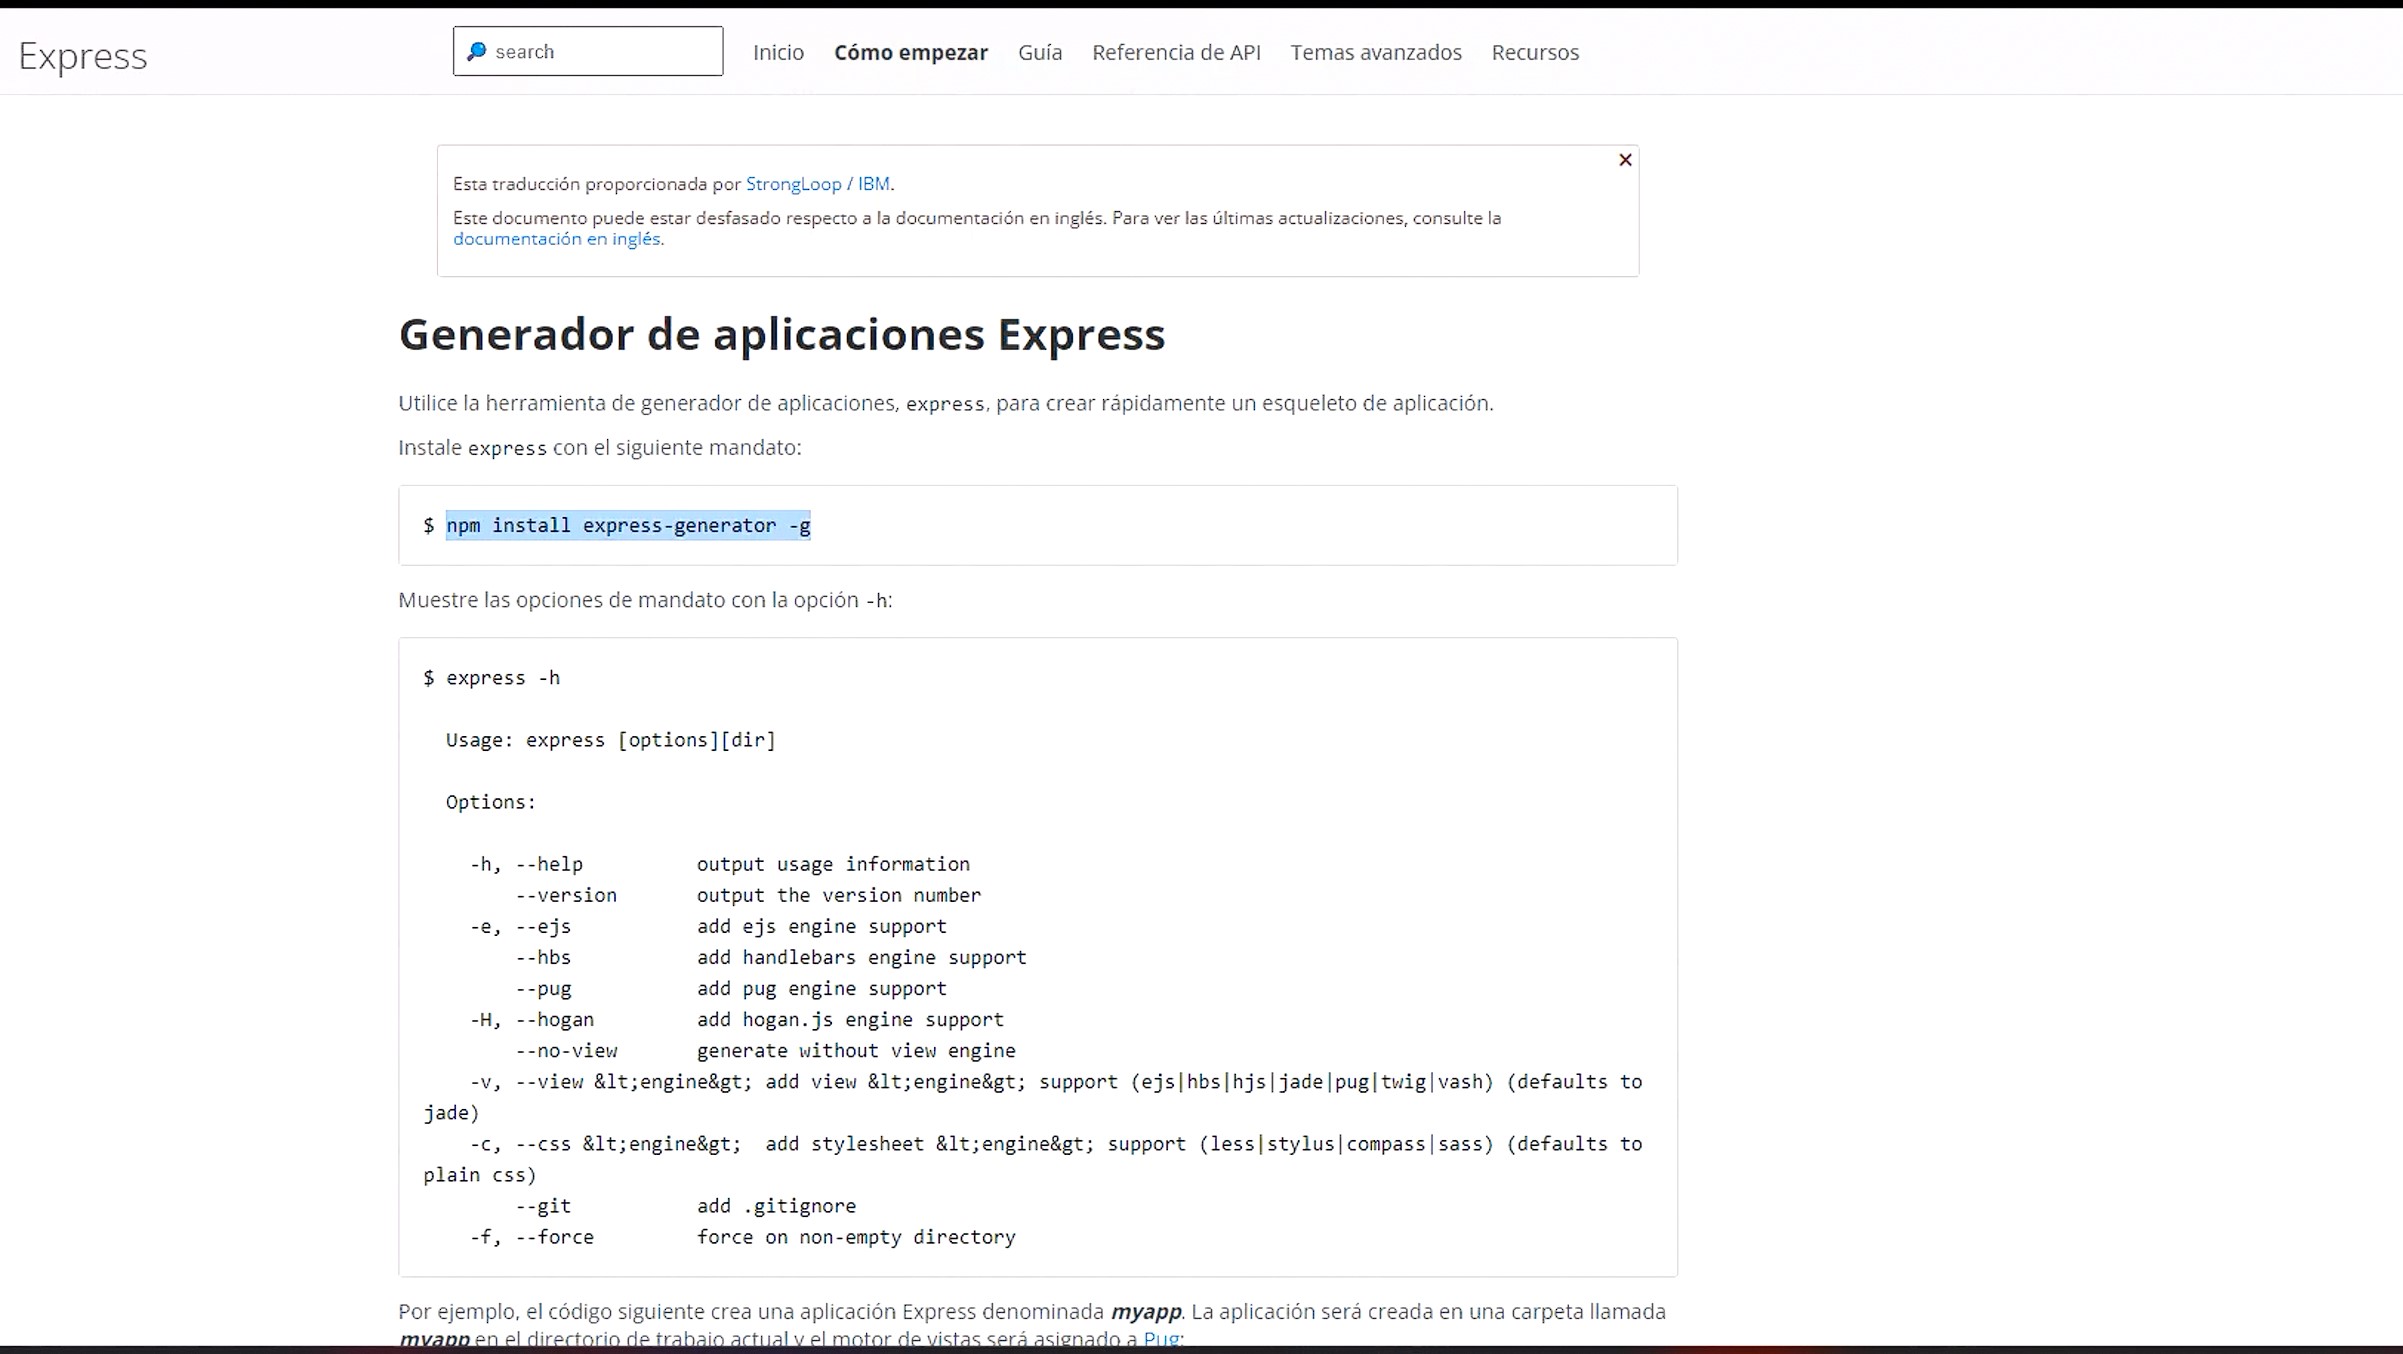 Express
search
Inicio Cómo empezar Guía Referencia de API Temas avanzados Recursos
×
Esta traducción proporcionada por StrongLoop / IBM.
Este documento puede estar desfasado respecto a la documentación en inglés. Para ver las últimas actualizaciones, consulte la
documentación en inglés.
Generador de aplicaciones Express
Utilice la herramienta de generador de aplicaciones, express, para crear rápidamente un esqueleto de aplicación.
Instale express con el siguiente mandato:
$ npm install express-generator -g
Muestre las opciones de mandato con la opción -h:
$ express -h
Usage: express [options][dir]
Options:
-h, --help output usage information
--version output the version number
-e, --ejs add ejs engine support
--hbs add handlebars engine support
--pug add pug engine support
-H, --hogan add hogan.js engine support
--no-view generate without view engine
-v, --view &lt;engine&gt; add view &lt;engine&gt; support (ejs|hbs|hjs|jade|pug|twig|vash) (defaults to
jade)
-c, --css &lt;engine&gt; add stylesheet &lt;engine&gt; support (less|stylus|compass|sass) (defaults to
plain css)
--git add .gitignore
-f, --force force on non-empty directory
Por ejemplo, el código siguiente crea una aplicación Express denominada myapp. La aplicación será creada en una carpeta llamada
myapp en el directorio de trabajo actual y el motor de vistas será asignado a Pug: